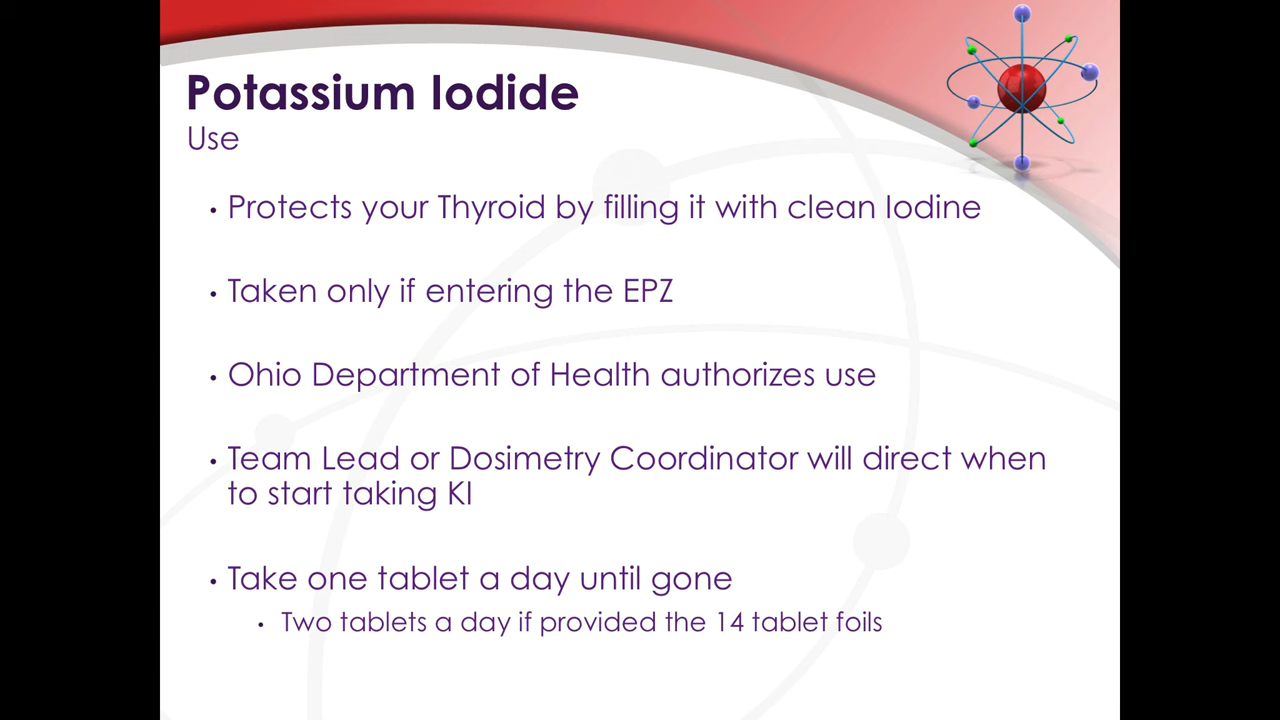 Potassium Iodide
Use
• Protects your Thyroid by filling it with clean Iodine
• Taken only if entering the EPZ
• Ohio Department of Health authorizes use
• Team Lead or Dosimetry Coordinator will direct when
to start taking KI
• Take one tablet a day until gone
• Two tablets a day if provided the 14 tablet foils